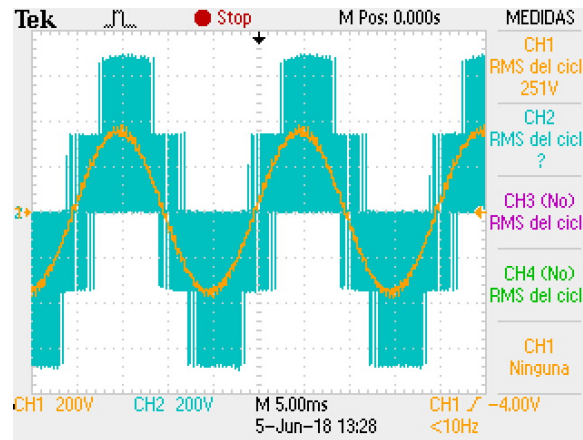 Tek Stop M Pos: 0.000s MEDIDAS
CH1
RMS del cicl
251V
CH2
RMS del cicl
?
CH3 (No)
RMS del cicl
CH4 (No)
RMS del cicl
CH1
Ninguna
2
CH1 200V CH2 200V M 5.00ms CH1 -4.00V
5-Jun-18 13:28 <10Hz